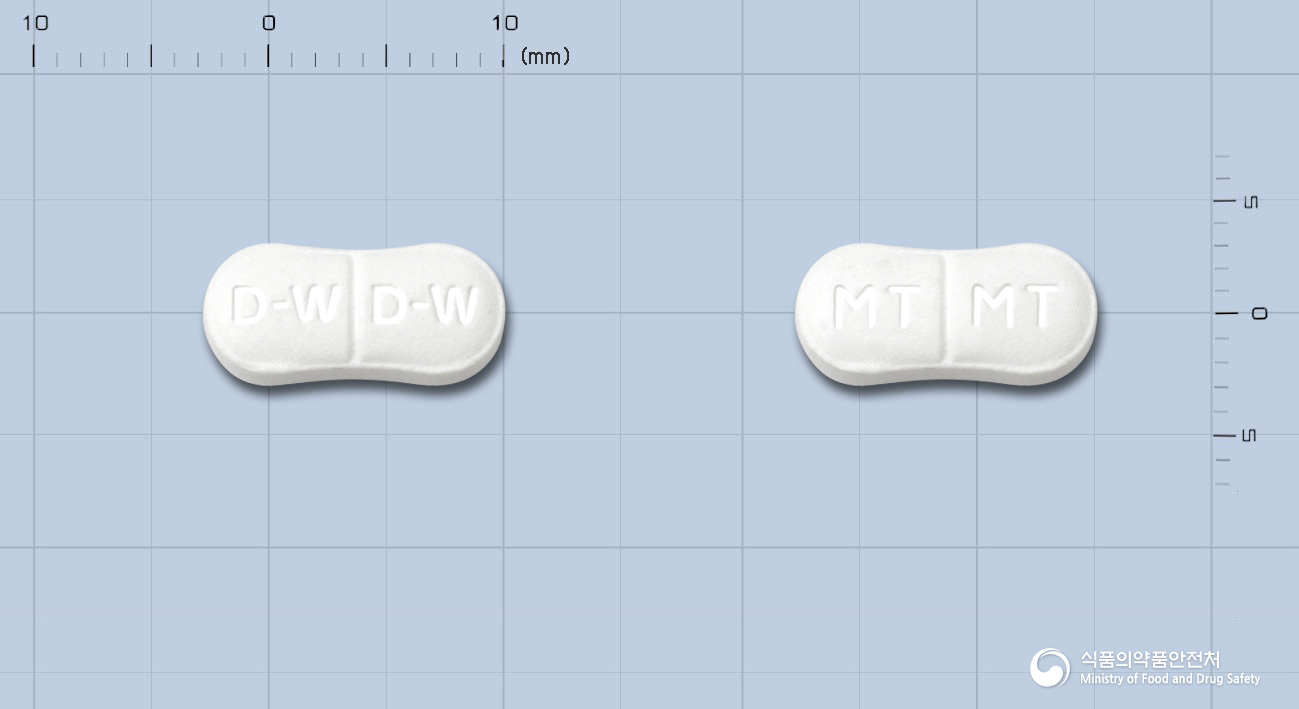 10 0 10
(mm)
5
0
5
D-W D-W
MT MT
식품의약품안전처
Ministry of Food and Drug Safety